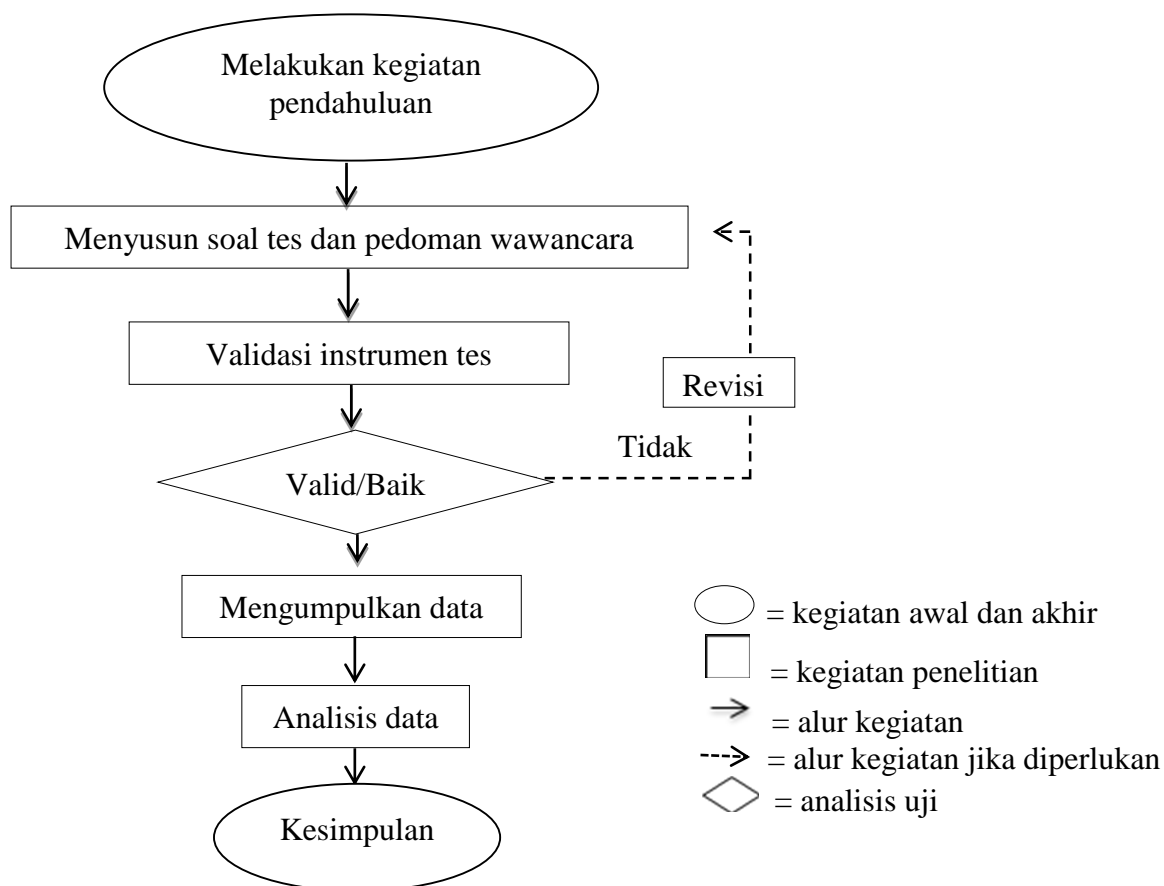 Melakukan kegiatan
pendahuluan
Menyusun soal tes dan pedoman wawancara
Validasi instrumen tes
Revisi
Tidak
Valid/Baik
Mengumpulkan data
Analisis data
Kesimpulan
= kegiatan awal dan akhir
= kegiatan penelitian
= alur kegiatan
= alur kegiatan jika diperlukan
= analisis uji